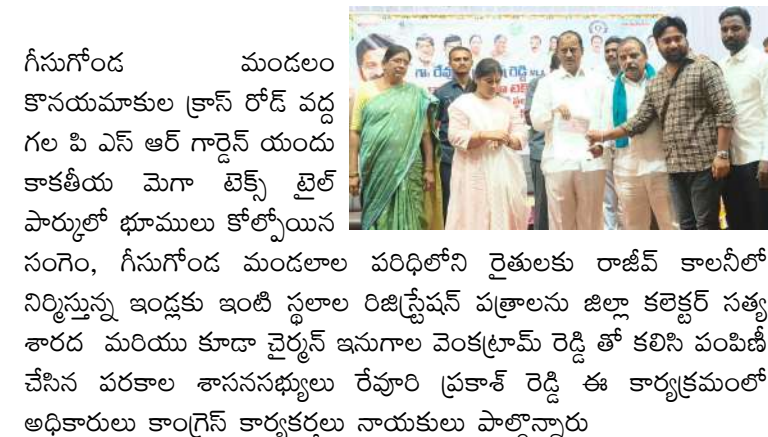 గీసుగోండ మండలం
కొనయమాకుల క్రాస్ రోడ్ వద్ద
గల పి ఎస్ ఆర్ గార్డెన్ యందు
కాకతీయ మెగా టెక్స్ టైల్
పార్కులో భూములు కోల్పోయిన
సంగెం, గీసుగోండ మండలాల పరిధిలోని రైతులకు రాజీవ్ కాలనీలో
నిర్మిస్తున్న ఇండ్లకు ఇంటి స్థలాల రిజిస్ట్రేషన్ పత్రాలను జిల్లా కలెక్టర్ సత్య
శారద మరియు కూడా చైర్మన్ ఇనుగాల వెంకట్రామ్ రెడ్డి తో కలిసి పంపిణీ
చేసిన పరకాల శాసనసభ్యులు రేవూరి ప్రకాశ్ రెడ్డి ఈ కార్యక్రమంలో
అధికారులు కాంగ్రెస్ కార్యకర్తలు నాయకులు పాల్గొన్నారు